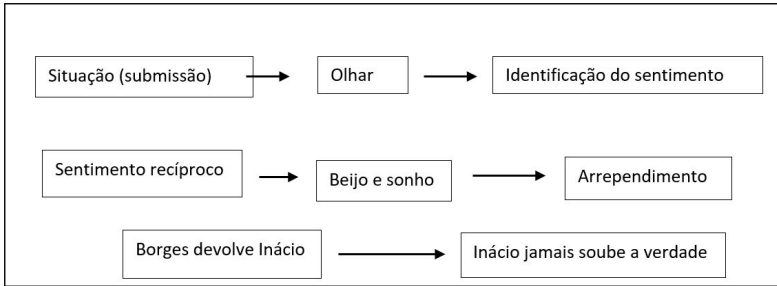 Situação (submissão)
Olhar
Identificação do sentimento
Sentimento recíproco
Beijo e sonho
Arrependimento
Borges devolve Inácio
Inácio jamais soube a verdade